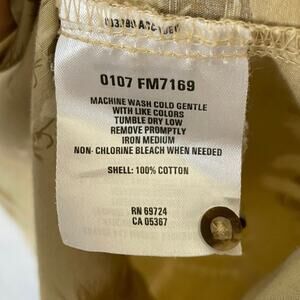 0107 FM7169
MACHINE WASH COLD GENTLE
WITH LIKE COLORS
TUMBLE DRY LOW
REMOVE PROMPTLY
IRON MEDIUM
NON- CHLORINE BLEACH WHEN NEEDED
SHELL: 100% COTTON
RN 69724
CA 05367